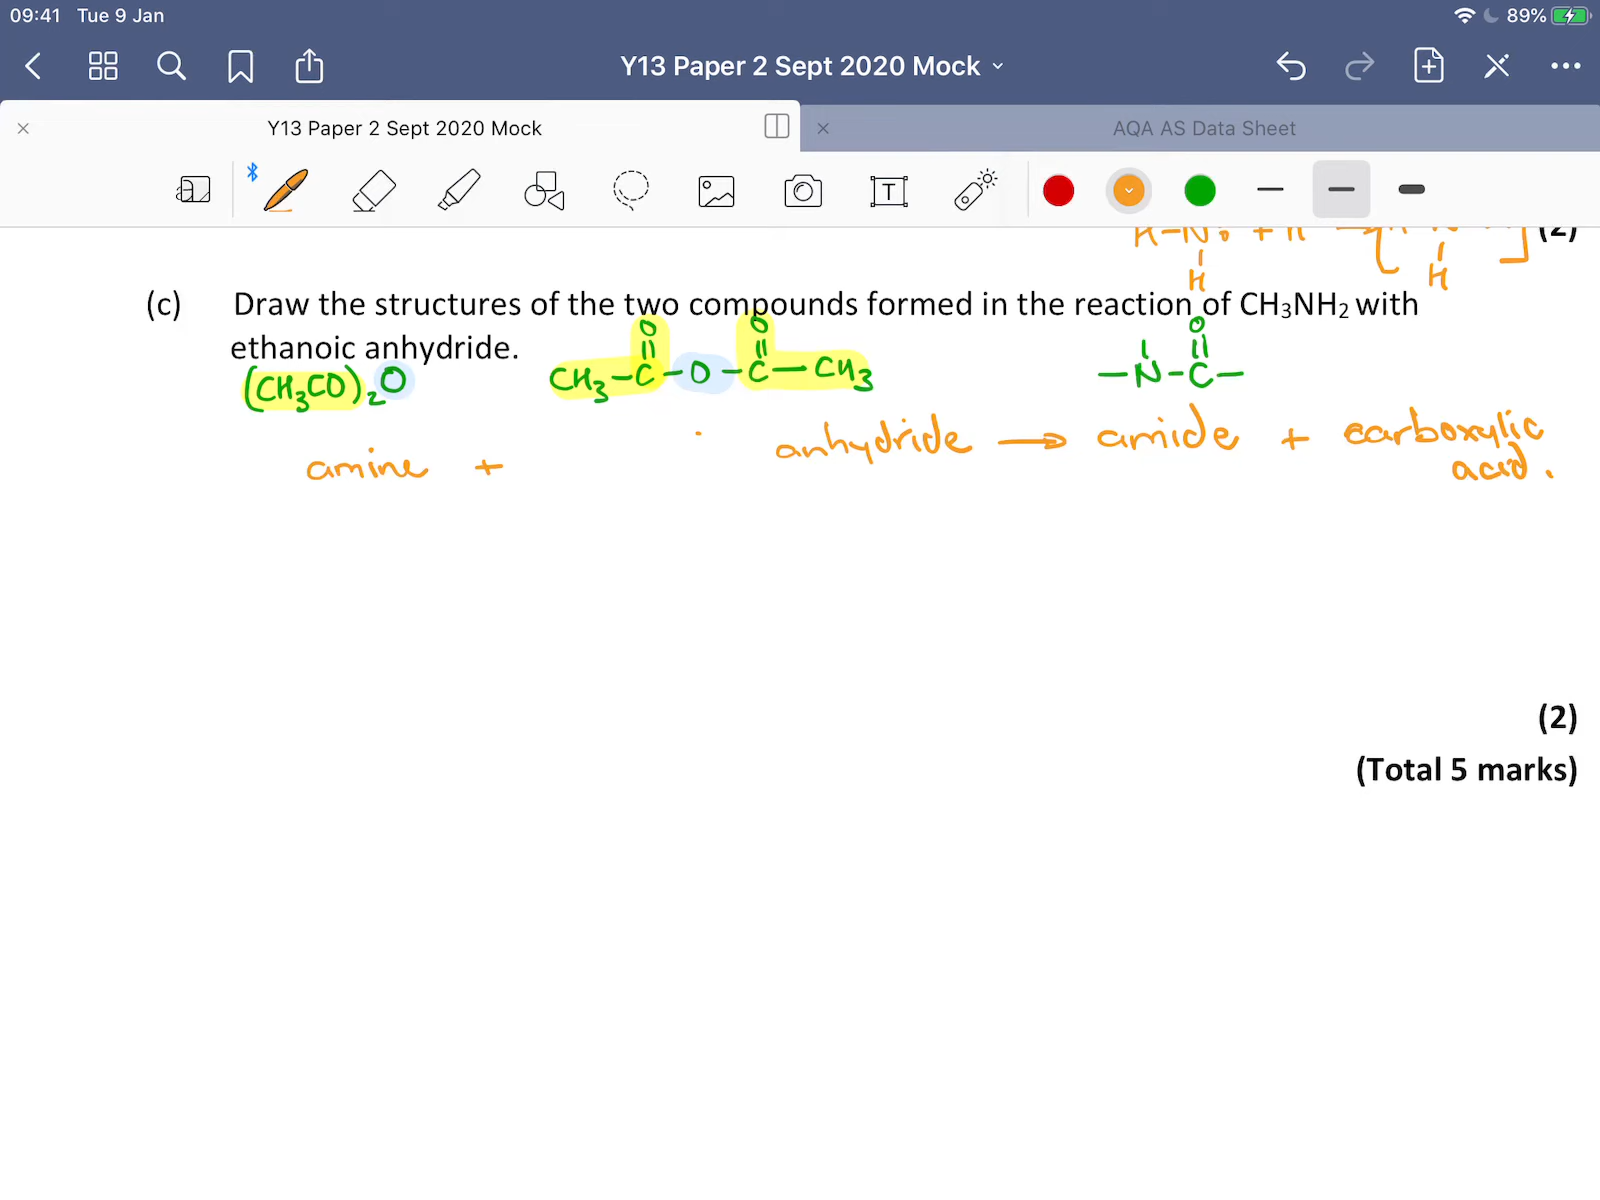 09:41 Tue 9 Jan
89%
Y13 Paper 2 Sept 2020 Mock
Y13 Paper 2 Sept 2020 Mock
AQA AS Data Sheet
H
H
(c) Draw the structures of the two compounds formed in the reaction of CH3NH2 with
ethanoic anhydride.
O O O
(CH3CO)2O CH3-C-O-C-CH3 -N-C-
amine + anhydride → amide + carboxylic
acid.
(2)
(Total 5 marks)